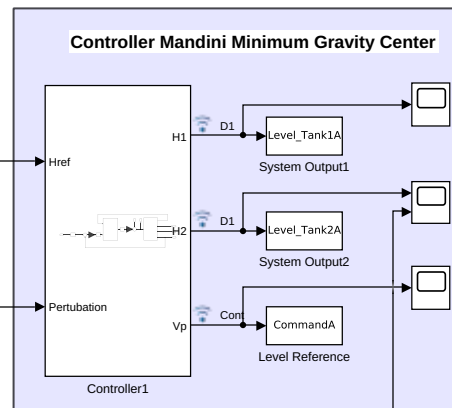 Controller Mandini Minimum Gravity Center
H1
D1
Level_Tank1A
System Output1
Href
H2
D1
Level_Tank2A
System Output2
Pertubation
Vp
Cont
CommandA
Level Reference
Controller1